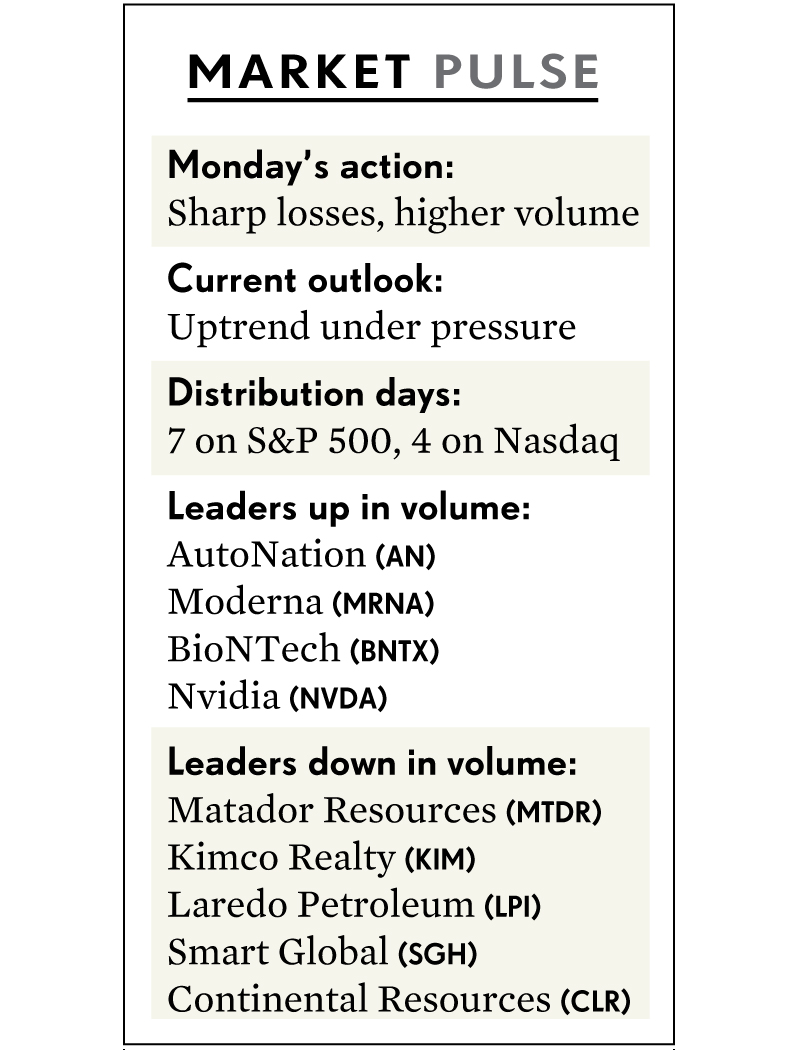 MARKET PULSE
Monday’s action:
Sharp losses, higher volume
Current outlook:
Uptrend under pressure
Distribution days:
7 on S&P 500, 4 on Nasdaq
Leaders up in volume:
AutoNation (AN)
Moderna (MRNA)
BioNTech (BNTX)
Nvidia (NVDA)
Leaders down in volume:
Matador Resources (MTDR)
Kimco Realty (KIM)
Laredo Petroleum (LPI)
Smart Global (SGH)
Continental Resources (CLR)